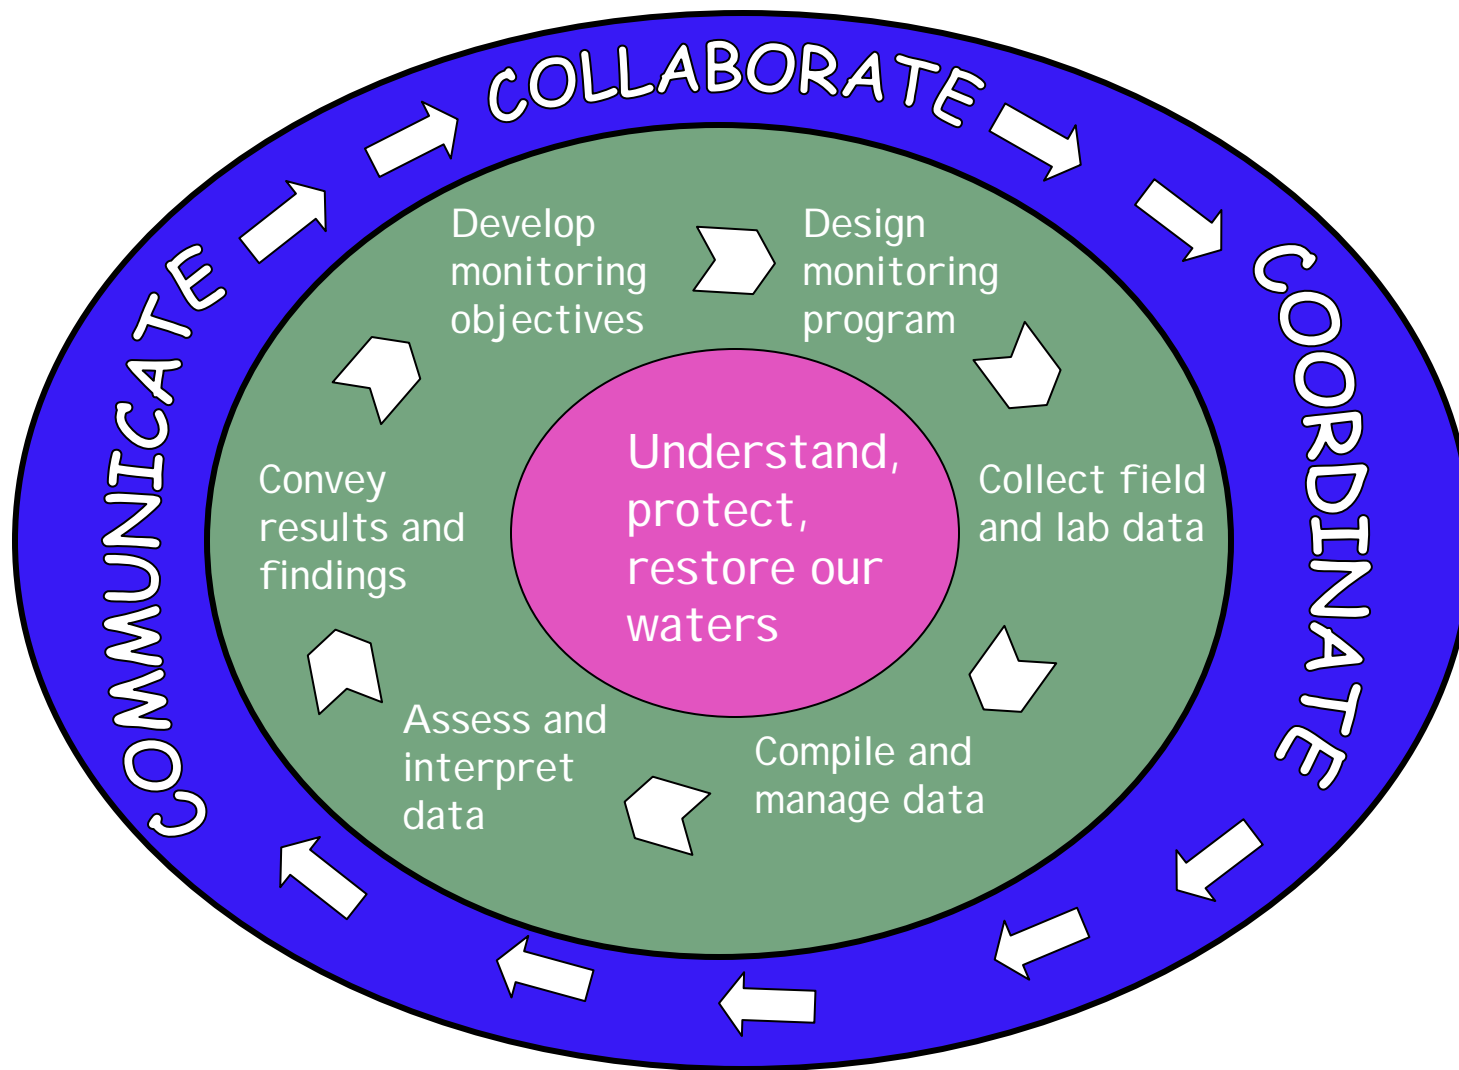 COLLABORATE
COORDINATE
COMMUNICATE
Develop
monitoring
objectives
Design
monitoring
program
Collect field
and lab data
Compile and
manage data
Assess and
interpret
data
Convey
results and
findings
Understand,
protect,
restore our
waters